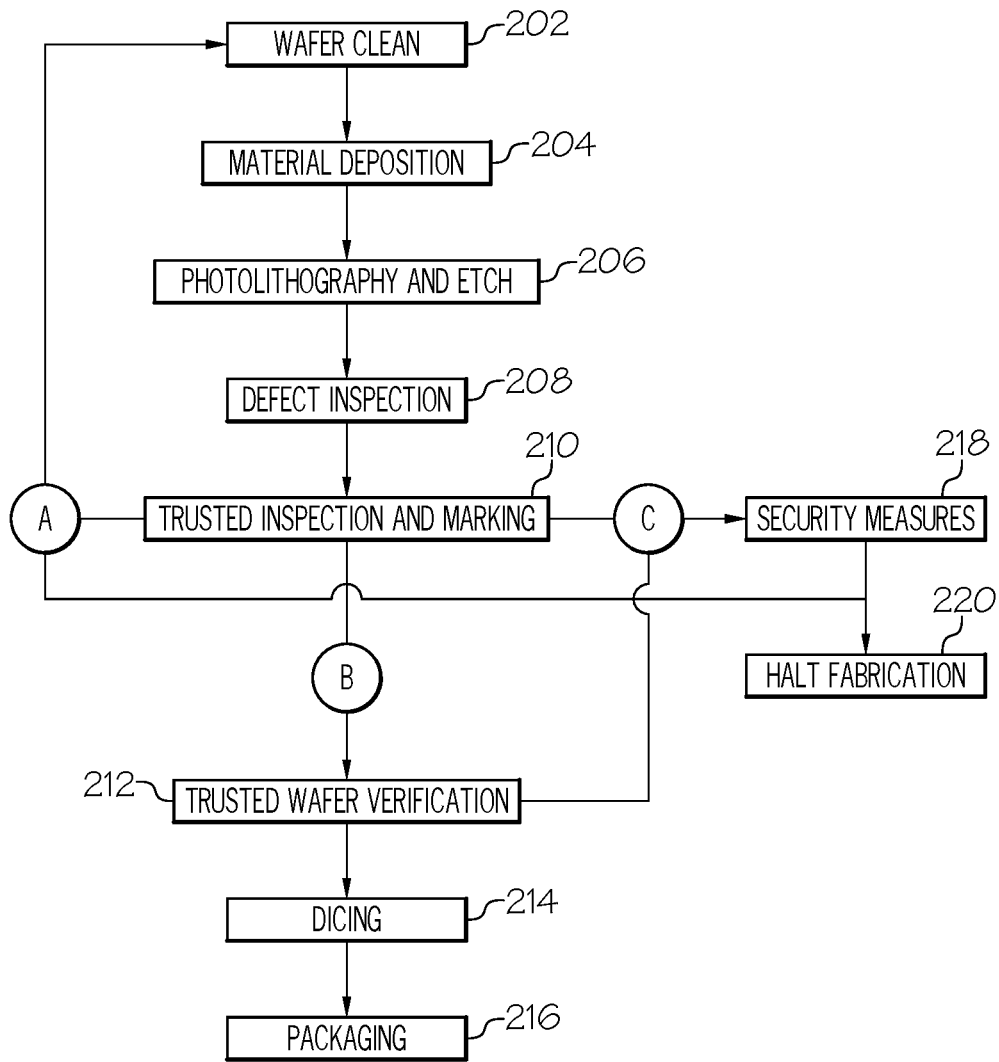 WAFER CLEAN 202
MATERIAL DEPOSITION 204
PHOTOLITHOGRAPHY AND ETCH 206
DEFECT INSPECTION 208
210
218
A
TRUSTED INSPECTION AND MARKING
C
SECURITY MEASURES
220
B
HALT FABRICATION
212 TRUSTED WAFER VERIFICATION
DICING 214
PACKAGING 216